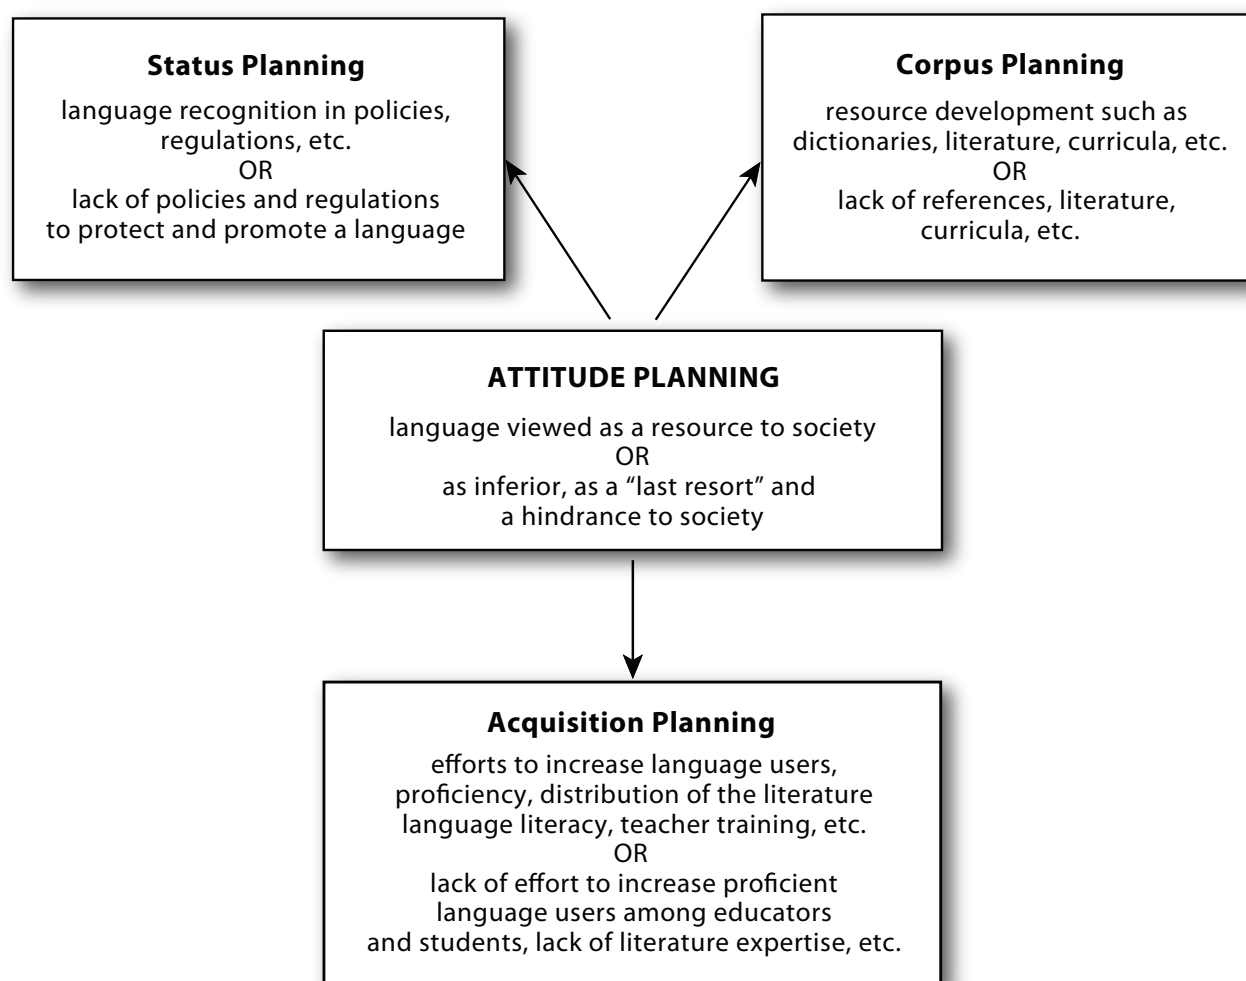 Status Planning
language recognition in policies,
regulations, etc.
OR
lack of policies and regulations
to protect and promote a language
Corpus Planning
resource development such as
dictionaries, literature, curricula, etc.
OR
lack of references, literature,
curricula, etc.
ATTITUDE PLANNING
language viewed as a resource to society
OR
as inferior, as a “last resort” and
a hindrance to society
Acquisition Planning
efforts to increase language users,
proficiency, distribution of the literature
language literacy, teacher training, etc.
OR
lack of effort to increase proficient
language users among educators
and students, lack of literature expertise, etc.